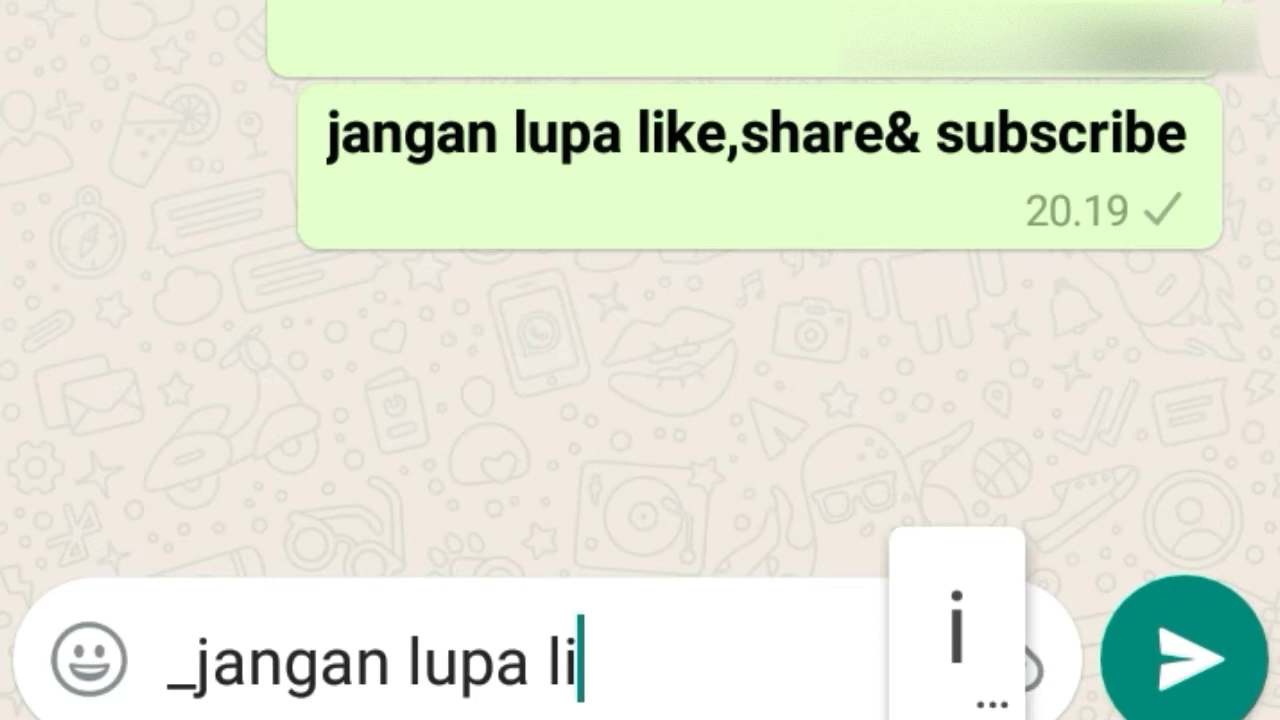 jangan lupa like,share& subscribe
20.19
_jangan lupa li
i
...